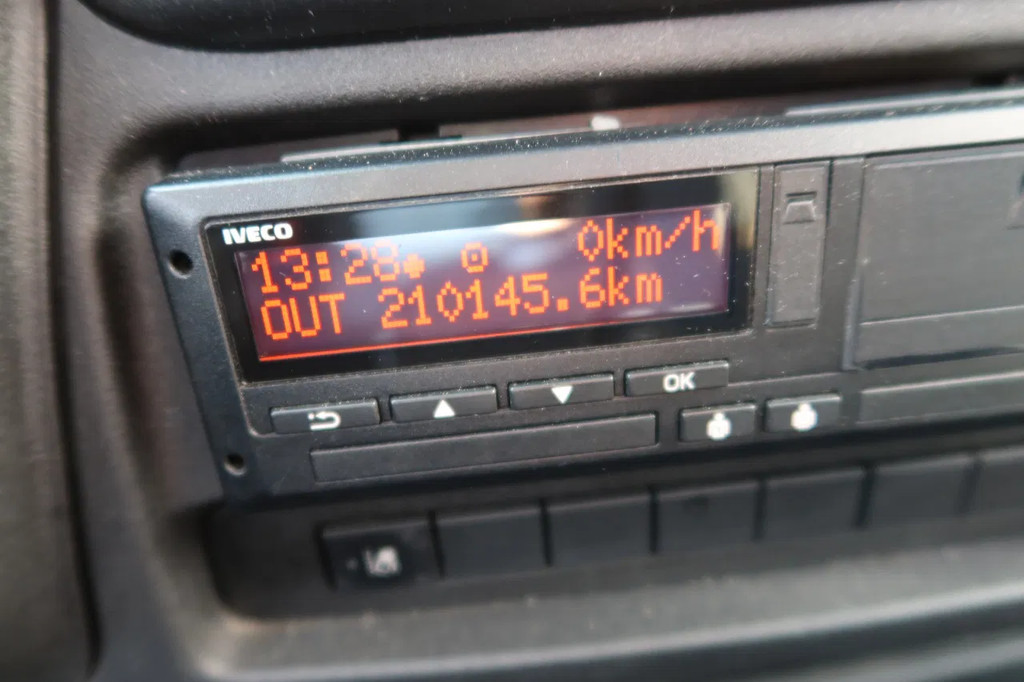 IVECO
13:28 0km/h
OUT 210145.6km
OK